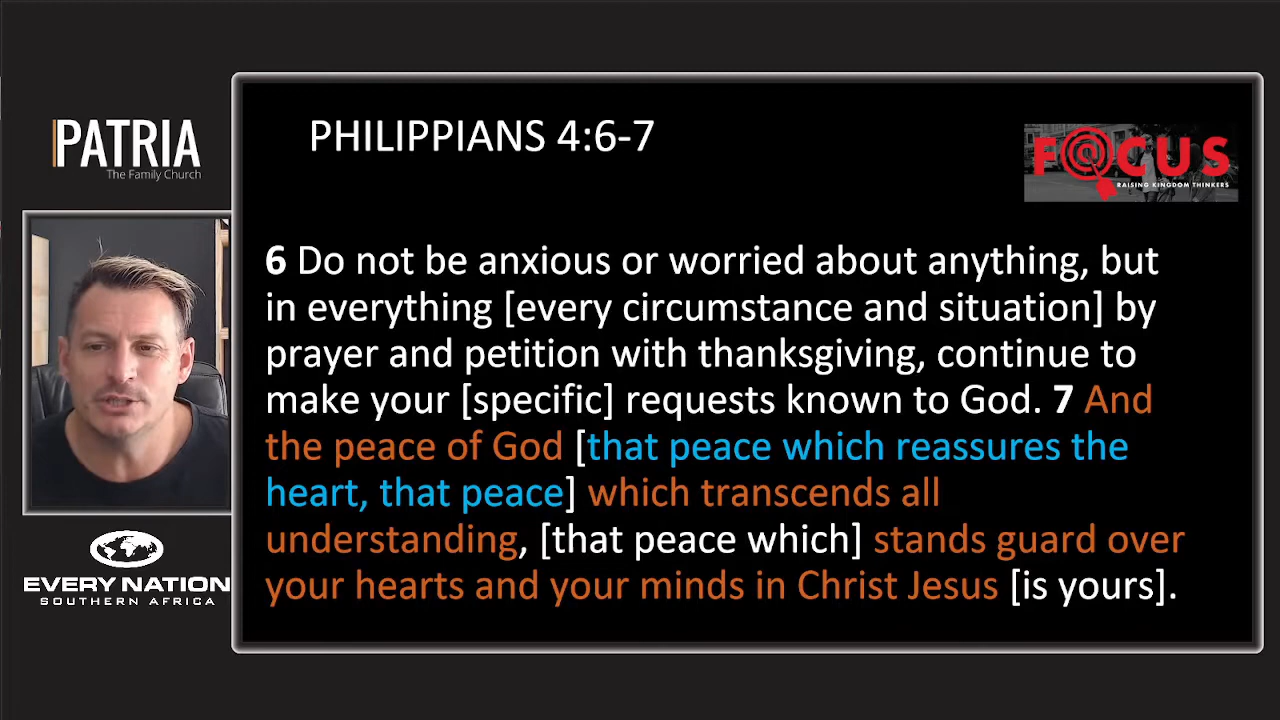 PATRIA
The Family Church
EVERY NATION
SOUTHERN AFRICA
PHILIPPIANS 4:6-7
F@CUS
RAISING KINGDOM THINKERS
6 Do not be anxious or worried about anything, but
in everything [every circumstance and situation] by
prayer and petition with thanksgiving, continue to
make your [specific] requests known to God. 7 And
the peace of God [that peace which reassures the
heart, that peace] which transcends all
understanding, [that peace which] stands guard over
your hearts and your minds in Christ Jesus [is yours].